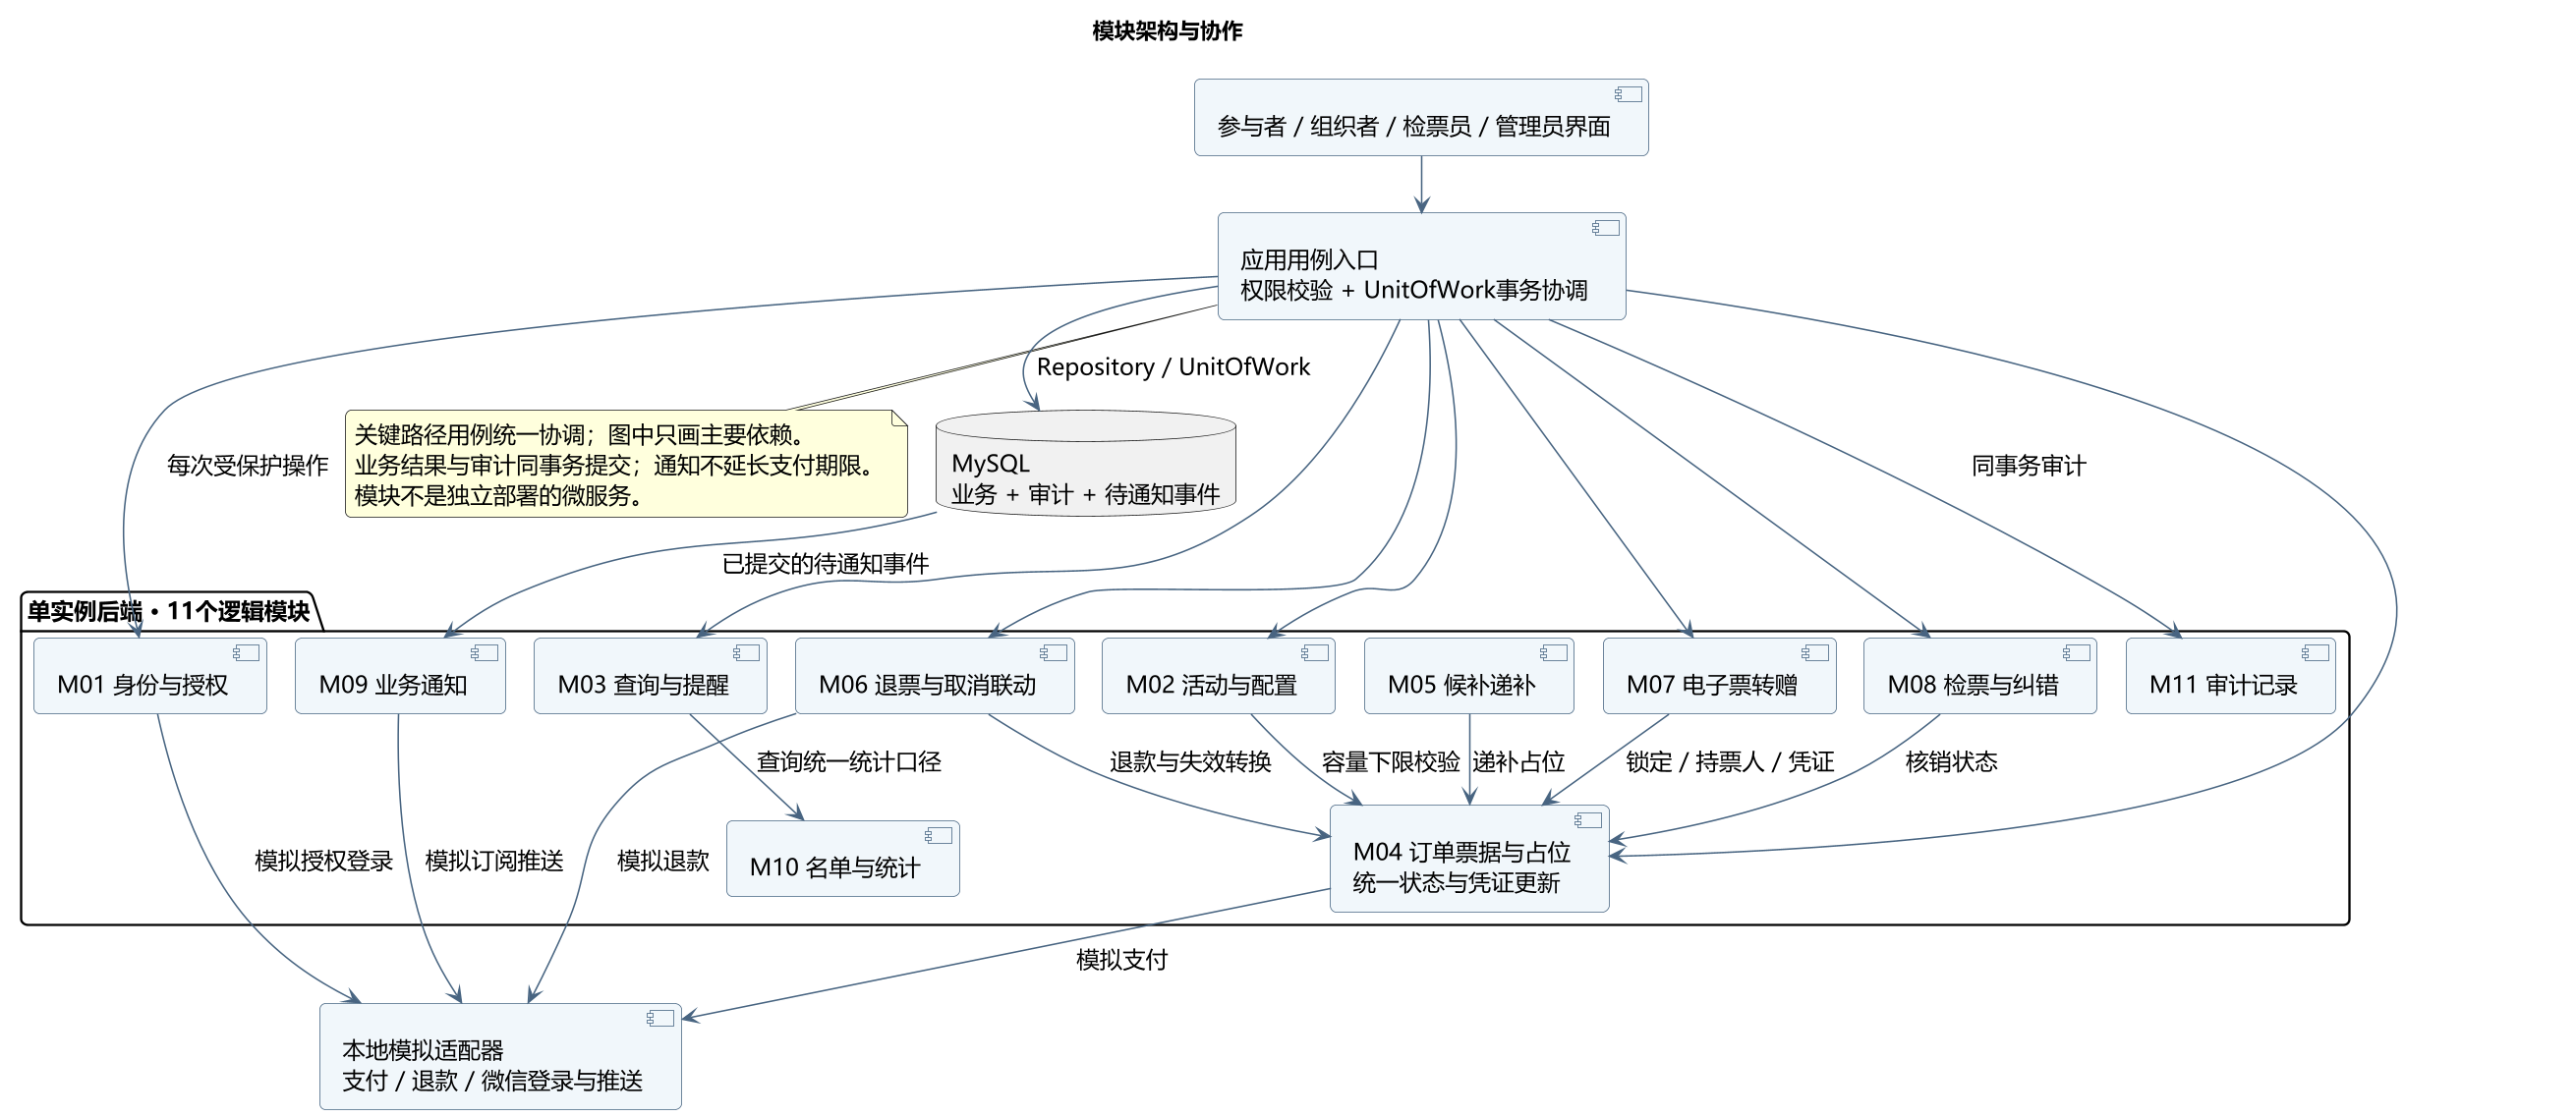 模块架构与协作
参与者 / 组织者 / 检票员 / 管理员界面
应用用例入口
权限校验 + UnitOfWork事务协调
Repository / UnitOfWork
关键路径用例统一协调；图中只画主要依赖。
业务结果与审计同事务提交；通知不延长支付期限。
模块不是独立部署的微服务。
每次受保护操作
MySQL
业务 + 审计 + 待通知事件
同事务审计
已提交的待通知事件
单实例后端·11个逻辑模块
M01 身份与授权
M09 业务通知
M03 查询与提醒
M06 退票与取消联动
M02 活动与配置
M05 候补递补
M07 电子票转赠
M08 检票与纠错
M11 审计记录
查询统一统计口径
退款与失效转换
容量下限校验
递补占位
锁定 / 持票人 / 凭证
核销状态
模拟授权登录
模拟订阅推送
模拟退款
M10 名单与统计
M04 订单票据与占位
统一状态与凭证更新
模拟支付
本地模拟适配器
支付 / 退款 / 微信登录与推送